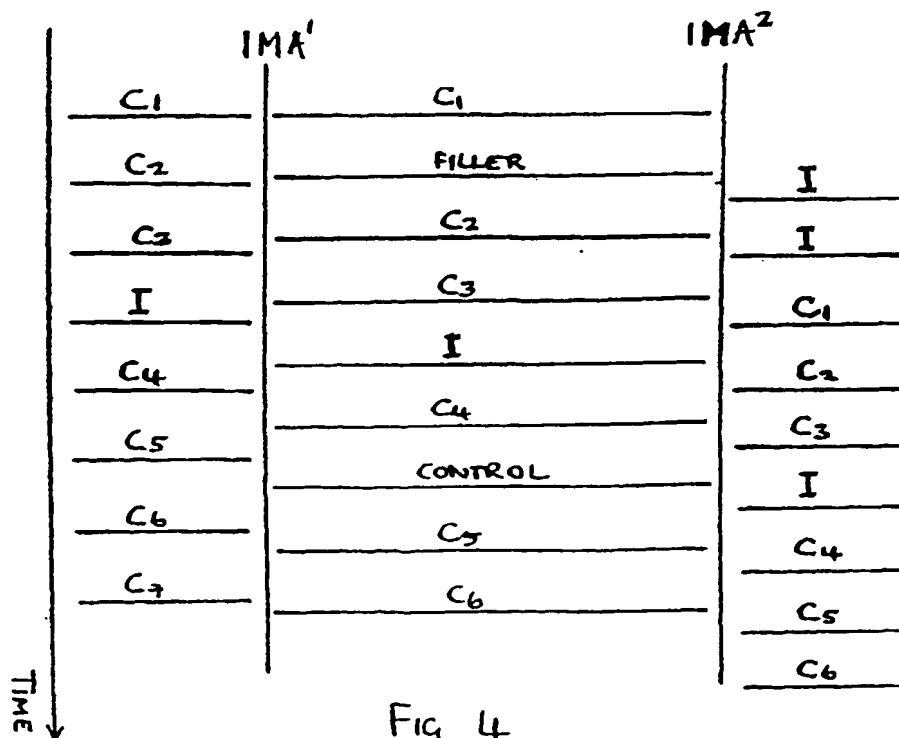 IMA¹ IMA²
C1 C1
C2 FILLER I
C3 C2 I
I C3 C1
C4 I C2
C5 C4 C3
CONTROL I
C6 C5 C4
C7 C6 C5
C6
TIME
FIG 4